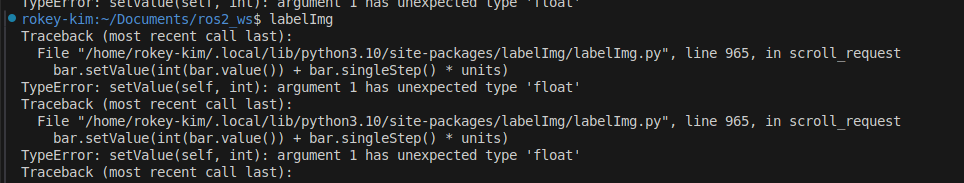 TypeError: setValue(self, int): argument 1 has unexpected type 'float'
rokey-kim:~/Documents/ros2_ws$ labelImg
Traceback (most recent call last):
  File "/home/rokey-kim/.local/lib/python3.10/site-packages/labelImg/labelImg.py", line 965, in scroll_request
    bar.setValue(int(bar.value()) + bar.singleStep() * units)
TypeError: setValue(self, int): argument 1 has unexpected type 'float'
Traceback (most recent call last):
  File "/home/rokey-kim/.local/lib/python3.10/site-packages/labelImg/labelImg.py", line 965, in scroll_request
    bar.setValue(int(bar.value()) + bar.singleStep() * units)
TypeError: setValue(self, int): argument 1 has unexpected type 'float'
Traceback (most recent call last):